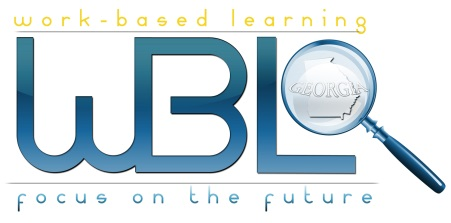 work-based learning
WBL
GEORGIA
focus on the future